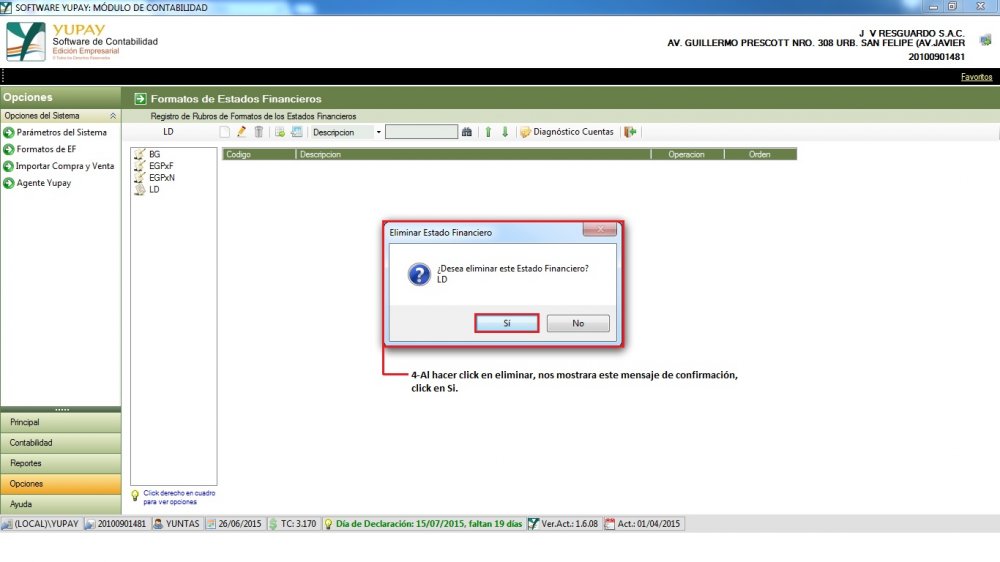 SOFTWARE YUPAY: MÓDULO DE CONTABILIDAD
YUPAY
Software de Contabilidad
Edición Empresarial
© Todos los Derechos Reservados
J V RESGUARDO S.A.C.
AV. GUILLERMO PRESCOTT NRO. 308 URB. SAN FELIPE (AV.JAVIER
20100901481
Favoritos
Opciones
Formatos de Estados Financieros
Opciones del Sistema
Registro de Rubros de Formatos de los Estados Financieros
LD
Descripcion
Diagnóstico Cuentas
Parámetros del Sistema
Formatos de EF
Importar Compra y Venta
Agente Yupay
BG
EGPxF
EGPxN
LD
Codigo
Descripcion
Operacion
Orden
Eliminar Estado Financiero
¿Desea eliminar este Estado Financiero?
LD
Sí
No
4-Al hacer click en eliminar, nos mostrara este mensaje de confirmación,
click en Si.
Principal
Contabilidad
Reportes
Opciones
Ayuda
Click derecho en cuadro
para ver opciones
(LOCAL)\YUPAY
20100901481
YUNTAS
26/06/2015
TC: 3.170
Día de Declaración: 15/07/2015, faltan 19 días
Ver.Act.: 1.6.08
Act.: 01/04/2015